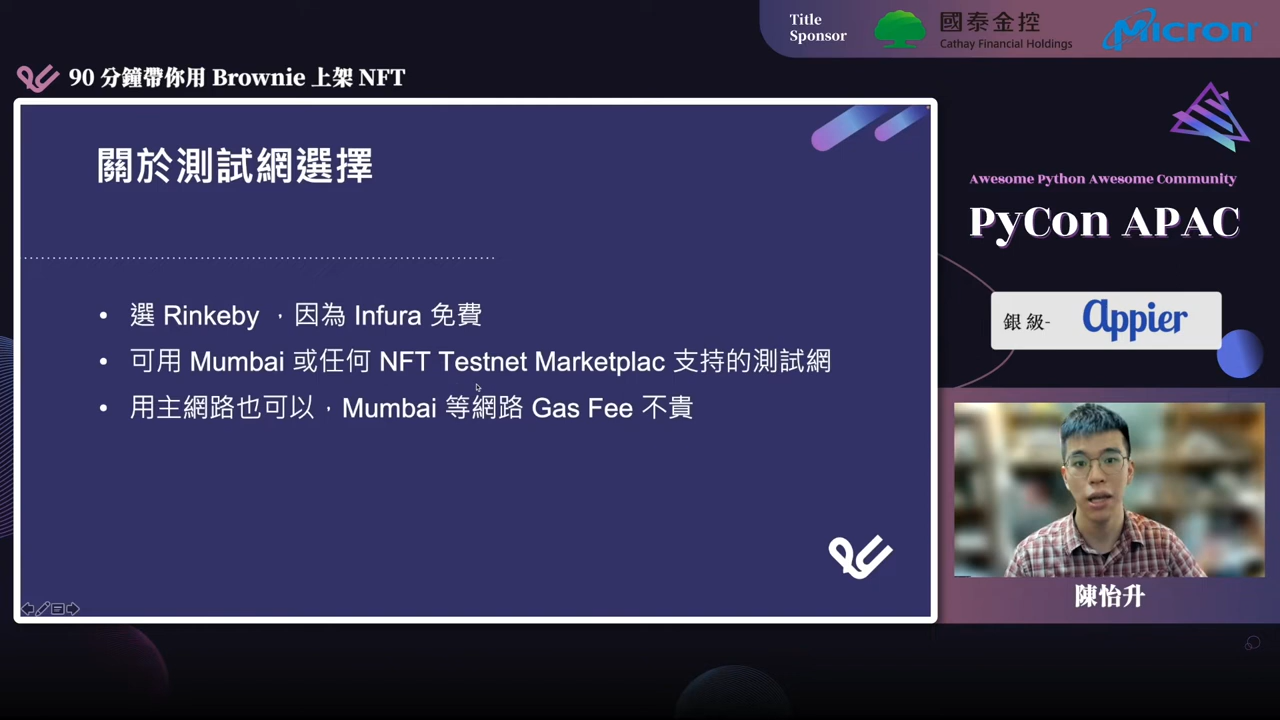 Title
Sponsor
國泰金控
Cathay Financial Holdings
Micron
90 分鐘帶你用 Brownie 上架 NFT
關於測試網選擇
• 選 Rinkeby ，因為 Infura 免費
• 可用 Mumbai 或任何 NFT Testnet Marketplac 支持的測試網
• 用主網路也可以，Mumbai 等網路 Gas Fee 不貴
Awesome Python Awesome Community
PyCon APAC
銀級-
Appier
陳怡升